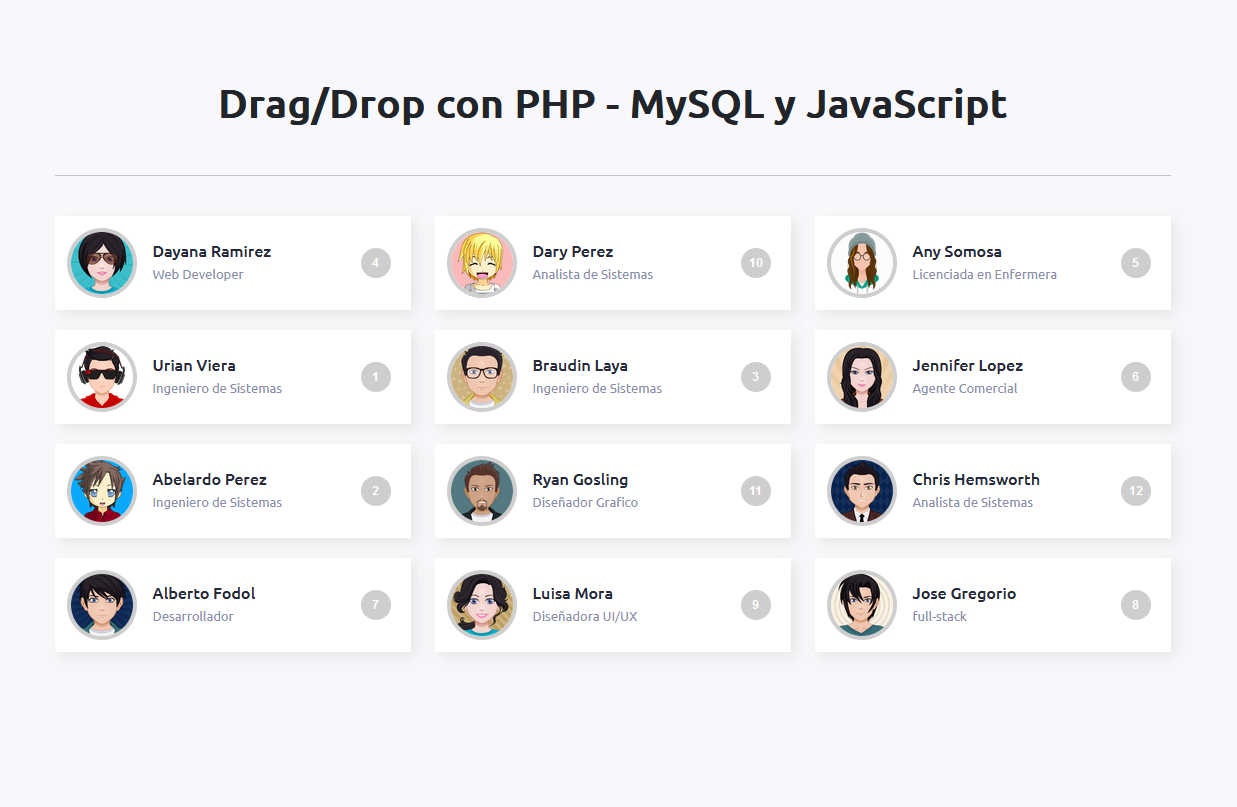 Drag/Drop con PHP - MySQL y JavaScript
Dayana Ramirez
Web Developer
4
Dary Perez
Analista de Sistemas
10
Any Somosa
Licenciada en Enfermera
5
Urian Viera
Ingeniero de Sistemas
1
Braudin Laya
Ingeniero de Sistemas
3
Jennifer Lopez
Agente Comercial
6
Abelardo Perez
Ingeniero de Sistemas
2
Ryan Gosling
Diseñador Grafico
11
Chris Hemsworth
Analista de Sistemas
12
Alberto Fodol
Desarrollador
7
Luisa Mora
Diseñadora UI/UX
9
Jose Gregorio
full-stack
8